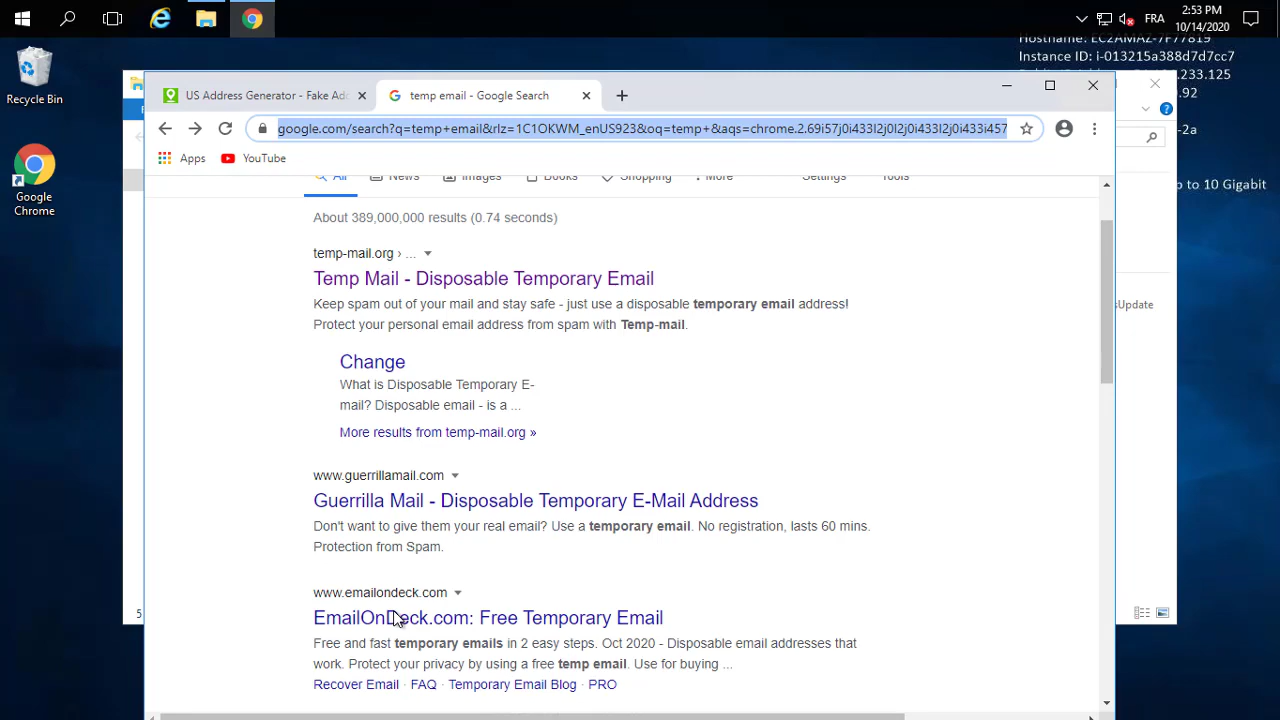 FRA
2:53 PM
10/14/2020
Recycle Bin
Google
Chrome
Instance ID: i-013215a388d7d7cc7
.233.125
.92
-2a
to 10 Gigabit
US Address Generator - Fake Ad
temp email - Google Search
google.com/search?q=temp+email&rlz=1C1OKWM_enUS923&oq=temp+&aqs=chrome.2.69i57j0i433l2j0l2j0i433l2j0i433i457
Apps
YouTube
All
News
Images
Books
Shopping
More
Settings
Tools
About 389,000,000 results (0.74 seconds)
temp-mail.org › ...
Temp Mail - Disposable Temporary Email
Keep spam out of your mail and stay safe - just use a disposable temporary email address!
Protect your personal email address from spam with Temp-mail.
Change
What is Disposable Temporary E-
mail? Disposable email - is a ...
More results from temp-mail.org »
www.guerrillamail.com
Guerrilla Mail - Disposable Temporary E-Mail Address
Don't want to give them your real email? Use a temporary email. No registration, lasts 60 mins.
Protection from Spam.
www.emailondeck.com
EmailOnDeck.com: Free Temporary Email
Free and fast temporary emails in 2 easy steps. Oct 2020 - Disposable email addresses that
work. Protect your privacy by using a free temp email. Use for buying ...
Recover Email · FAQ · Temporary Email Blog · PRO
sUpdate
5